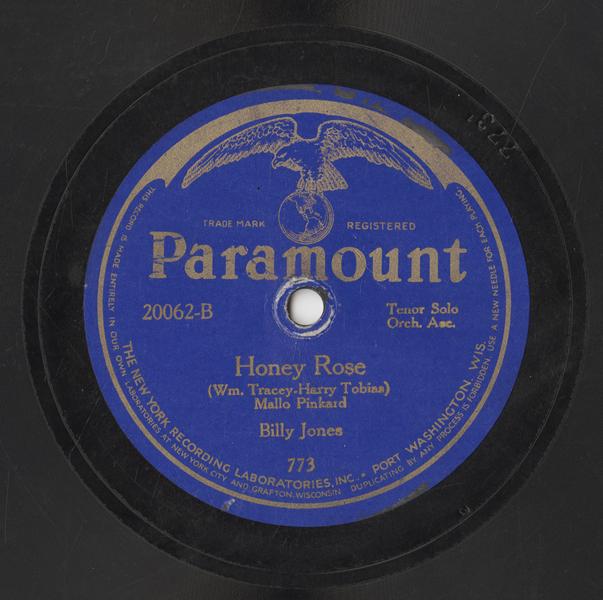 TRADE MARK REGISTERED
Paramount
20062-B
Tenor Solo
Orch. Acc.
Honey Rose
(Wm. Tracey-Harry Tobias)
Mallo Pinkard
Billy Jones
773
THE NEW YORK RECORDING LABORATORIES, INC., • PORT WASHINGTON, WIS.
THIS RECORD IS MADE ENTIRELY IN OUR OWN LABORATORIES AT NEW YORK CITY AND GRAFTON, WISCONSIN DUPLICATING BY ANY PROCESS IS FORBIDDEN USE A NEW NEEDLE FOR EACH PLAYING.